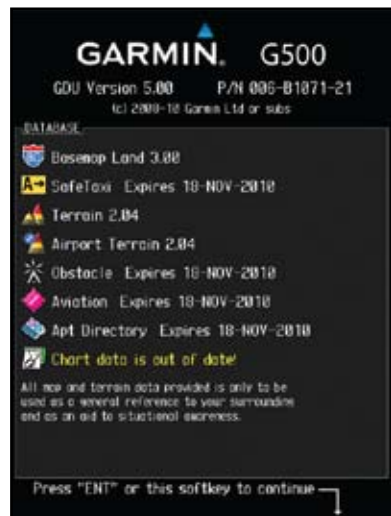 GARMIN. G500
GDU Version 5.00 P/N 006-B1071-21
(c) 2008-10 Garmin Ltd or subs
DATABASE
Basemap Land 3.00
A→ SafeTaxi Expires 18-NOV-2010
Terrain 2.04
Airport Terrain 2.04
Obstacle Expires 18-NOV-2010
Aviation Expires 18-NOV-2010
Apt Directory Expires 18-NOV-2010
Chart data is out of date!
All map and terrain data provided is only to be
used as a general reference to your surroundings
and as an aid to situational awareness.
Press "ENT" or this softkey to continue